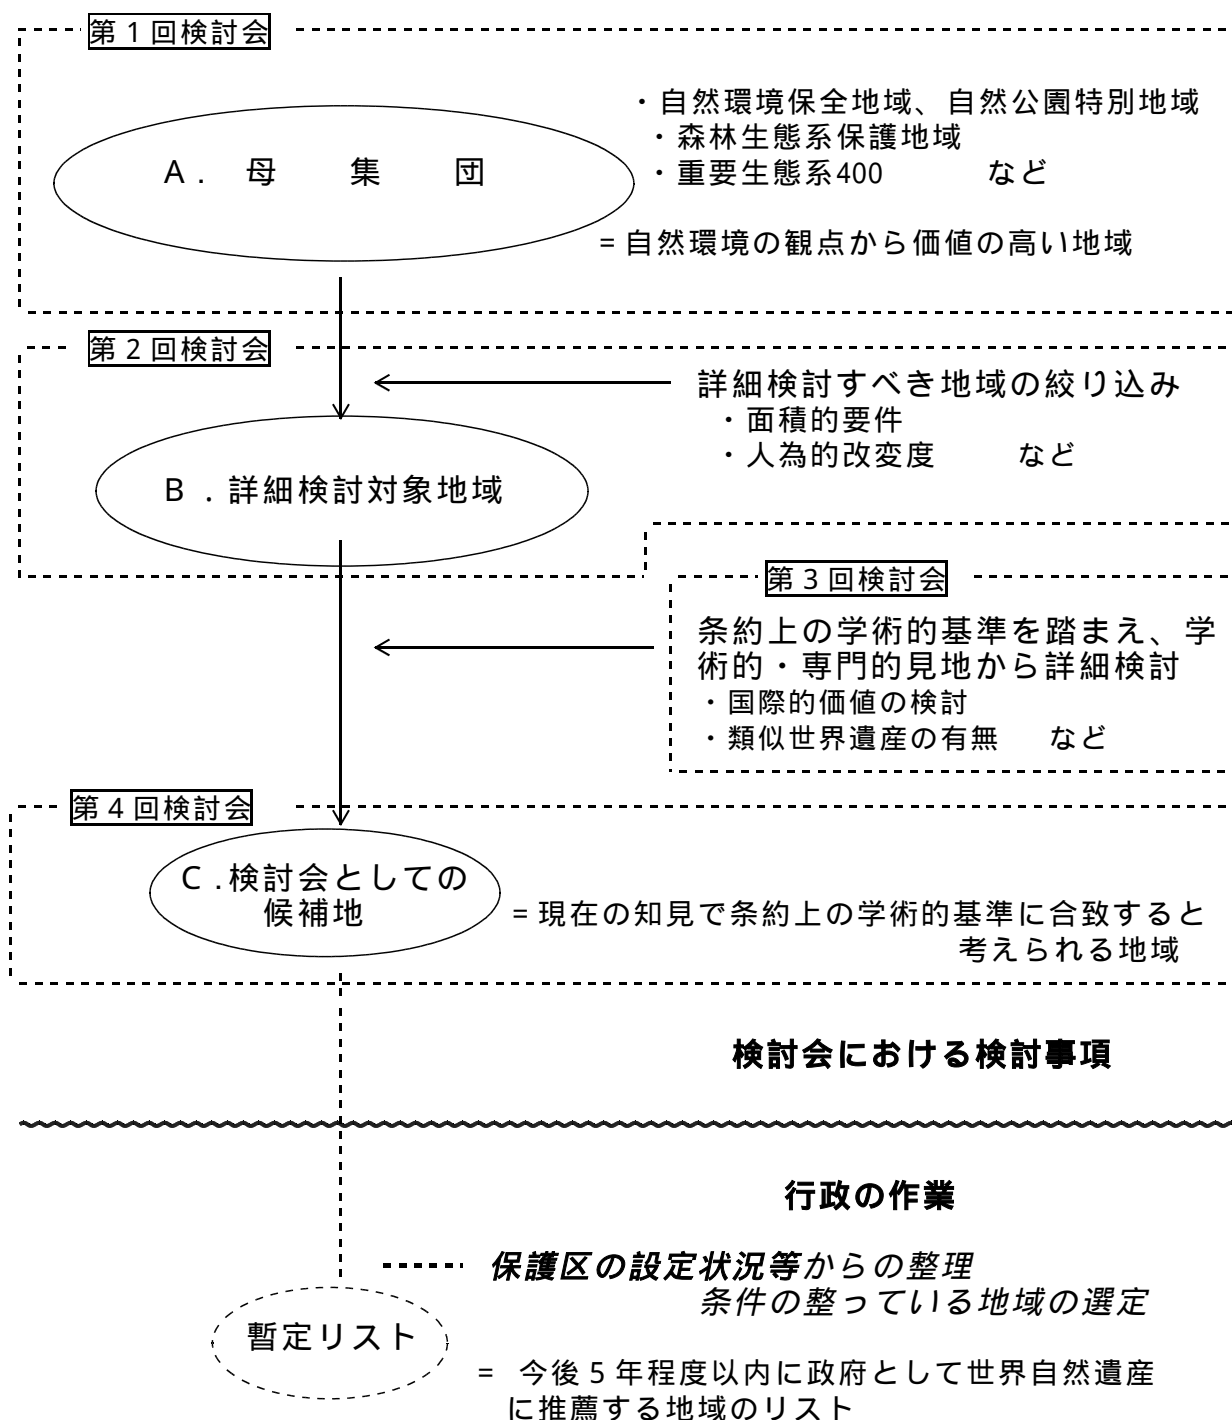 第1回検討会
・自然環境保全地域、自然公園特別地域
・森林生態系保護地域
A. 母 集 団
・重要生態系400 など
=自然環境の観点から価値の高い地域
第2回検討会
詳細検討すべき地域の絞り込み
・面積的要件
・人為的改変度 など
B.詳細検討対象地域
第3回検討会
条約上の学術的基準を踏まえ、学
術的・専門的見地から詳細検討
・国際的価値の検討
・類似世界遺産の有無 など
第4回検討会
C.検討会としての
候補地
=現在の知見で条約上の学術的基準に合致すると
考えられる地域
検討会における検討事項
行政の作業
保護区の設定状況等からの整理
条件の整っている地域の選定
暫定リスト
= 今後5年程度以内に政府として世界自然遺産
に推薦する地域のリスト